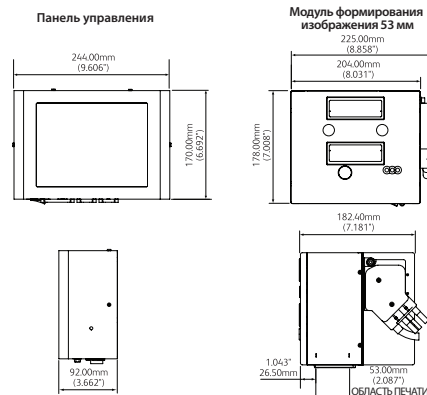 Панель управления
244.00mm
(9.606")
170.00mm
(6.692")
92.00mm
(3.662")
Модуль формирования
изображения 53 мм
225.00mm
(8.858")
204.00mm
(8.031")
178.00mm
(7.008")
182.40mm
(7.181")
1.043"
26.50mm
53.00mm
(2.087")
ОБЛАСТЬ ПЕЧАТИ